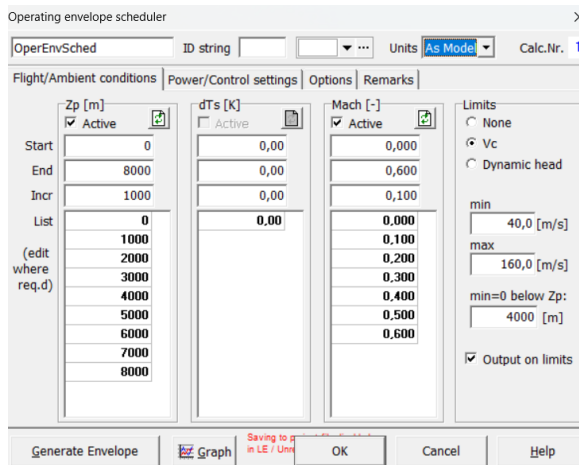 Operating envelope scheduler
OperEnvSched ID string ... Units As Model Calc.Nr. 1
Flight/Ambient conditions Power/Control settings Options Remarks
Zp [m] dTs [K] Mach [-] Limits
Active Active Active None
Start 0 0,00 0,000 Vc
End 8000 0,00 0,600 Dynamic head
Incr 1000 0,00 0,100
min
List 0 0,00 0,000 40,0 [m/s]
1000 0,100
max
(edit where req.d) 2000 0,200 160,0 [m/s]
3000 0,300
4000 0,400 min=0 below Zp:
5000 0,500 4000 [m]
6000 0,600
7000
8000 Output on limits
Saving to
in LE /
Generate Envelope Graph OK Cancel Help